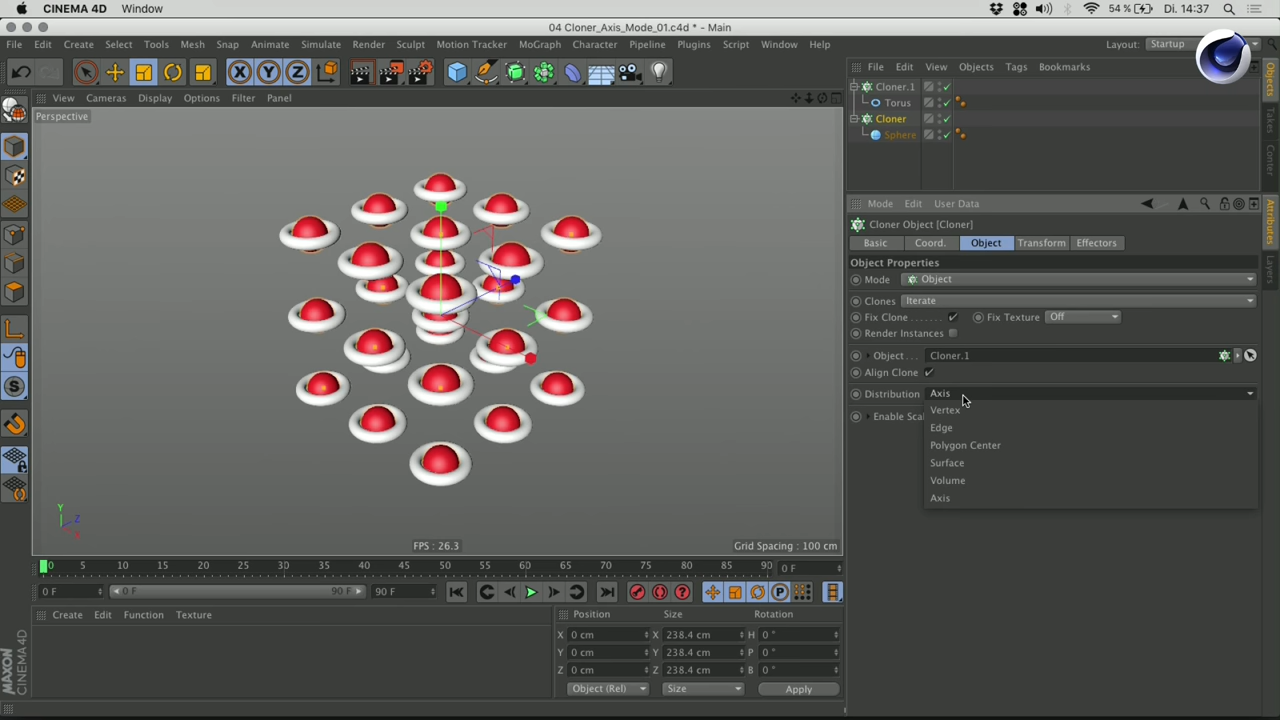 CINEMA 4D Window 54 % Di. 14:37
04 Cloner_Axis_Mode_01.c4d * - Main
File Edit Create Select Tools Mesh Snap Animate Simulate Render Sculpt Motion Tracker MoGraph Character Pipeline Plugins Script Window Help Layout: Startup
X Y Z
File Edit View Objects Tags Bookmarks
Cloner.1
Torus
Cloner
Sphere
Objects
Takes
Attributes
Layers
View Cameras Display Options Filter Panel
Perspective
Mode Edit User Data
Cloner Object [Cloner]
Basic Coord. Object Transform Effectors
Object Properties
Mode Object
Clones Iterate
Fix Clone Fix Texture Off
Render Instances
Object . . . Cloner.1
Align Clone
Distribution Axis
Vertex
Enable Scal
Edge
Polygon Center
Surface
Volume
Axis
Y
Z
X
FPS : 26.3 Grid Spacing : 100 cm
0 5 10 15 20 25 30 35 40 45 50 55 60 65 70 75 80 85 90 0 F
0 F 0 F 90 F 90 F P
Create Edit Function Texture
Position Size Rotation
X 0 cm X 238.4 cm H 0 °
Y 0 cm Y 238.4 cm P 0 °
Z 0 cm Z 238.4 cm B 0 °
Object (Rel) Size Apply
MAXON
CINEMA 4D